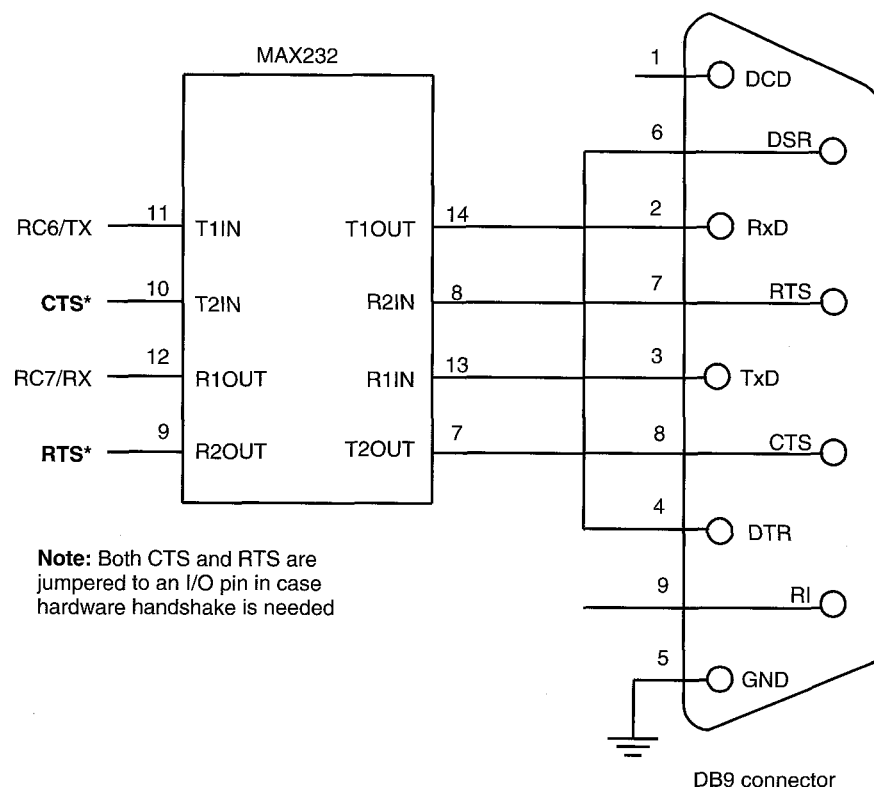 MAX232
1 DCD
6 DSR
RC6/TX 11 T1IN T1OUT 14 2 RxD
CTS* 10 T2IN R2IN 8 7 RTS
RC7/RX 12 R1OUT R1IN 13 3 TxD
RTS* 9 R2OUT T2OUT 7 8 CTS
4 DTR
Note: Both CTS and RTS are
jumpered to an I/O pin in case
hardware handshake is needed
9 RI
5 GND
DB9 connector